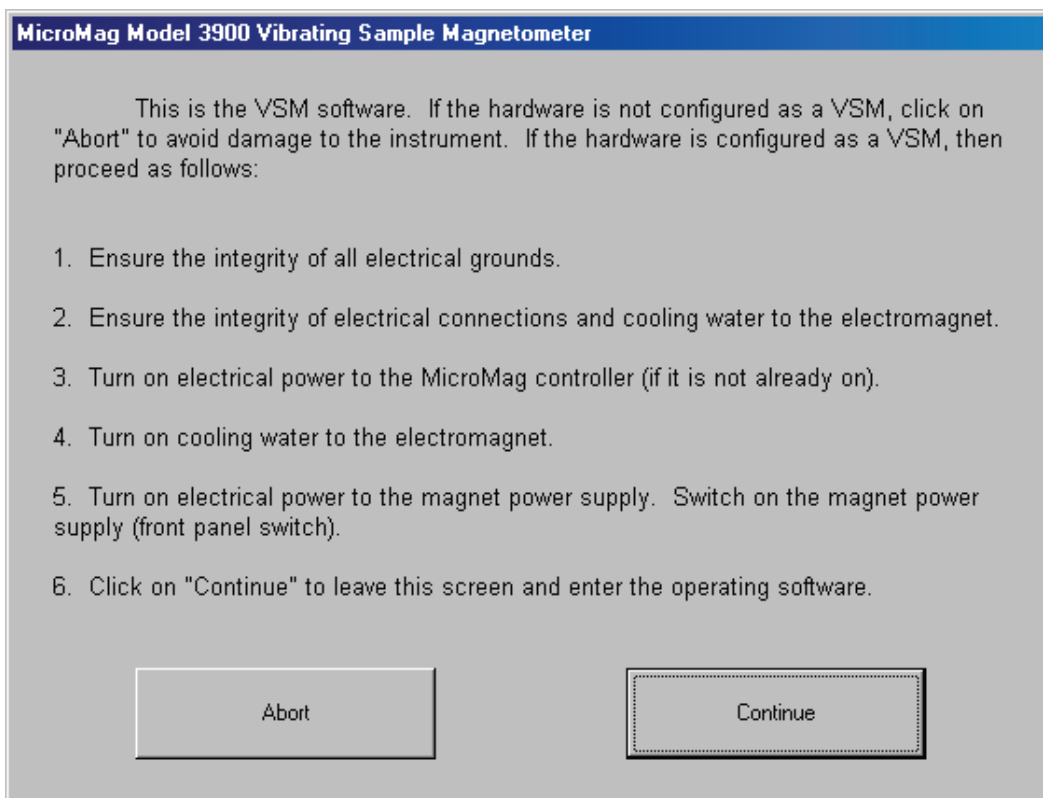 MicroMag Model 3900 Vibrating Sample Magnetometer
This is the VSM software. If the hardware is not configured as a VSM, click on
"Abort" to avoid damage to the instrument. If the hardware is configured as a VSM, then
proceed as follows:
1. Ensure the integrity of all electrical grounds.
2. Ensure the integrity of electrical connections and cooling water to the electromagnet.
3. Turn on electrical power to the MicroMag controller (if it is not already on).
4. Turn on cooling water to the electromagnet.
5. Turn on electrical power to the magnet power supply. Switch on the magnet power
supply (front panel switch).
6. Click on "Continue" to leave this screen and enter the operating software.
Abort
Continue